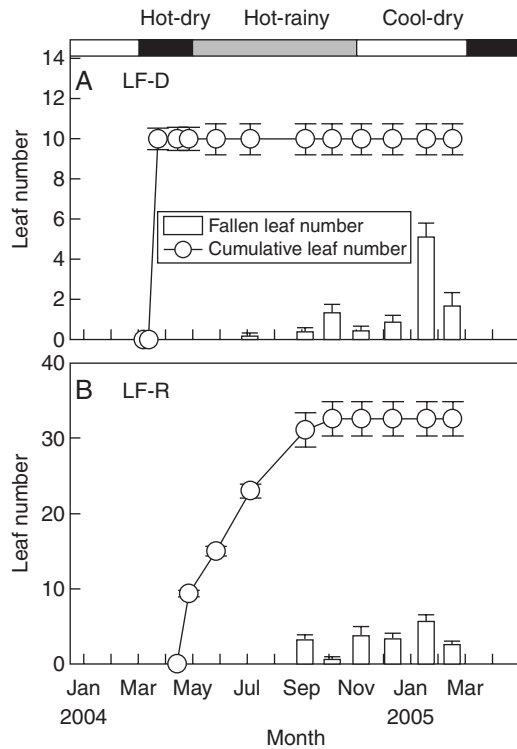 Hot-dry Hot-rainy Cool-dry
A LF-D
14
12
10
8
6
4
2
0
Leaf number
Fallen leaf number
Cumulative leaf number
B LF-R
40
30
20
10
0
Leaf number
Jan Mar May Jul Sep Nov Jan Mar
2004 2005
Month